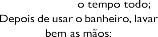 o tempo todo;
Depois de usar o banheiro, lavar
bem as mãos;